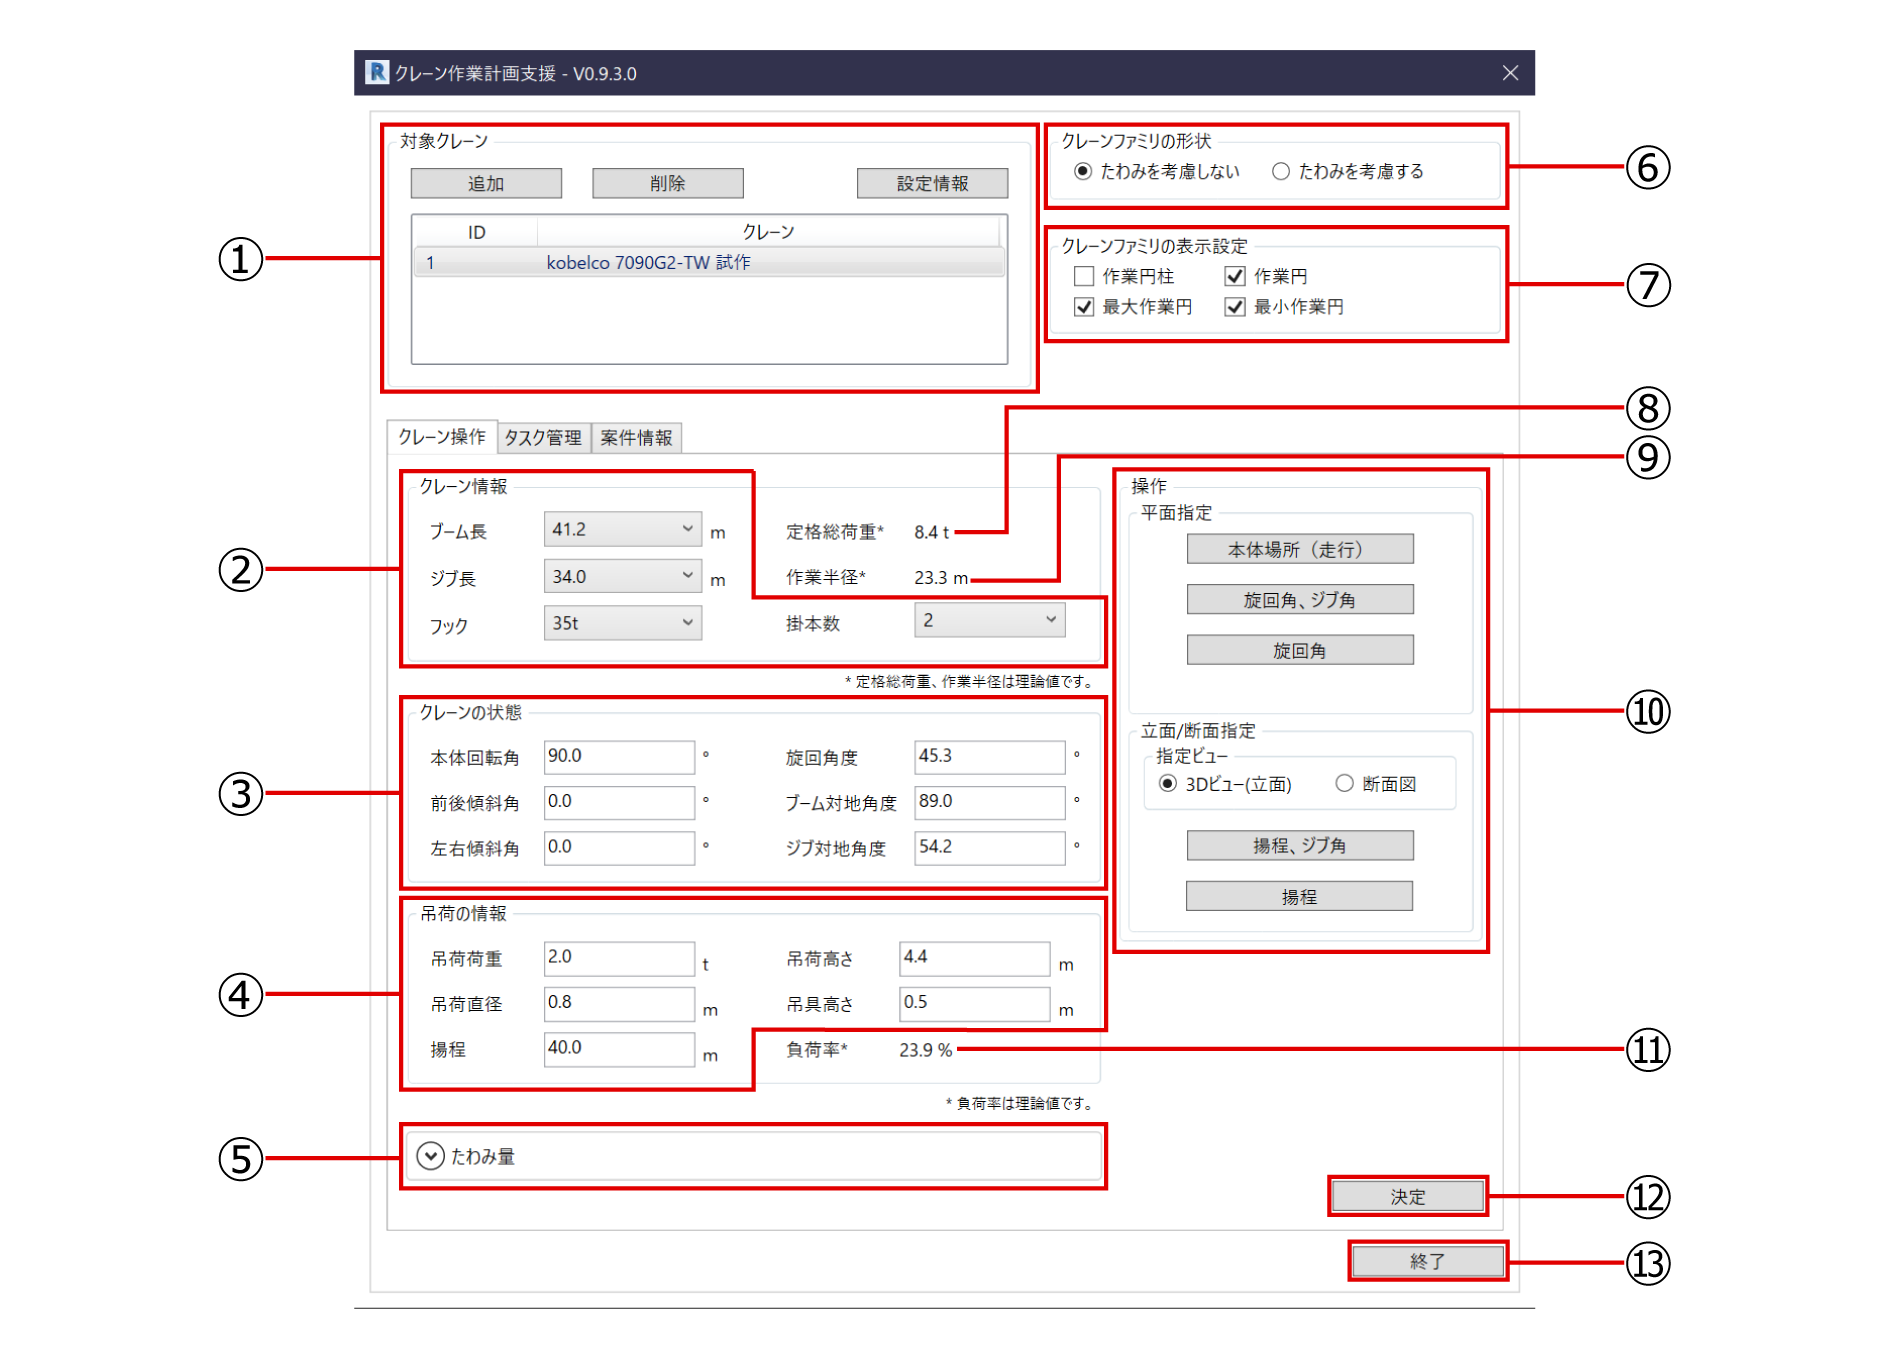 R クレーン作業計画支援 - V0.9.3.0
対象クレーン
追加 削除 設定情報
ID クレーン
1 kobelco 7090G2-TW 試作
①
クレーンファミリの形状
たわみを考慮しない たわみを考慮する
⑥
クレーンファミリの表示設定
作業円柱 作業円
最大作業円 最小作業円
⑦
クレーン操作 タスク管理 案件情報
クレーン情報
ブーム長 41.2 m 定格総荷重* 8.4 t
ジブ長 34.0 m 作業半径* 23.3 m
フック 35t 掛本数 2
* 定格総荷重、作業半径は理論値です。
②
⑧
⑨
クレーンの状態
本体回転角 90.0 ° 旋回角度 45.3 °
前後傾斜角 0.0 ° ブーム対地角度 89.0 °
左右傾斜角 0.0 ° ジブ対地角度 54.2 °
③
吊荷の情報
吊荷荷重 2.0 t 吊荷高さ 4.4 m
吊荷直径 0.8 m 吊具高さ 0.5 m
揚程 40.0 m 負荷率* 23.9 %
* 負荷率は理論値です。
④
⑪
たわみ量
⑤
操作
平面指定
本体場所（走行）
旋回角、ジブ角
旋回角
立面/断面指定
指定ビュー
3Dビュー(立面) 断面図
揚程、ジブ角
揚程
⑩
決定
⑫
終了
⑬